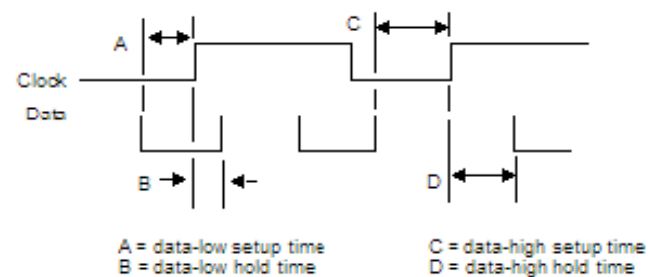 A
C
Clock
Data
B
D
A = data-low setup time
B = data-low hold time
C = data-high setup time
D = data-high hold time